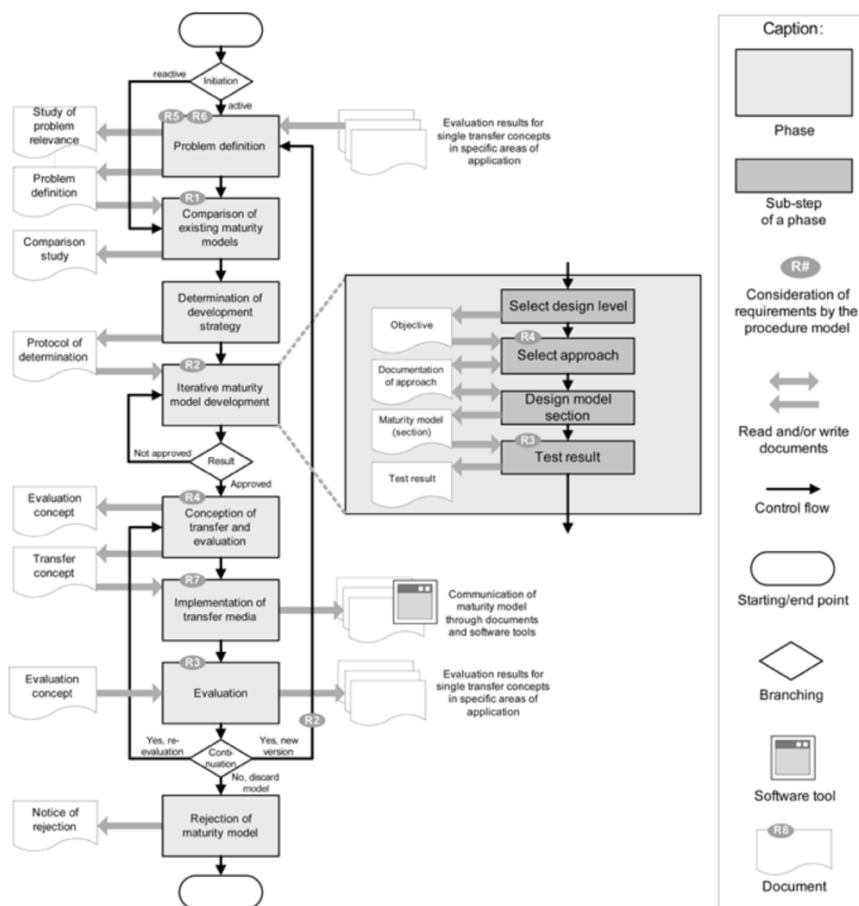 Initiation
reactive
active
R5
R6
Problem definition
Study of
problem
relevance
Problem
definition
Evaluation results for
single transfer concepts
in specific areas of
application
R1
Comparison of
existing maturity
models
Comparison
study
Determination of
development
strategy
Protocol of
determination
R2
Iterative maturity
model development
Not approved
Result
Approved
Select design level
Objective
R4
Select approach
Documentation
of approach
Design model
section
Maturity model
(section)
R3
Test result
Test result
Evaluation
concept
R4
Conception of
transfer and
evaluation
Transfer
concept
R7
Implementation of
transfer media
Communication of
maturity model
through documents
and software tools
R3
Evaluation
Evaluation
concept
Evaluation results for
single transfer concepts
in specific areas of
application
R2
Yes, re-
evaluation
Conti-
nuation
Yes, new
version
No, discard
model
Notice of
rejection
Rejection of
maturity model
Caption:
Phase
Sub-step
of a phase
R#
Consideration of
requirements by the
procedure model
Read and/or write
documents
Control flow
Starting/end point
Branching
Software tool
R8
Document